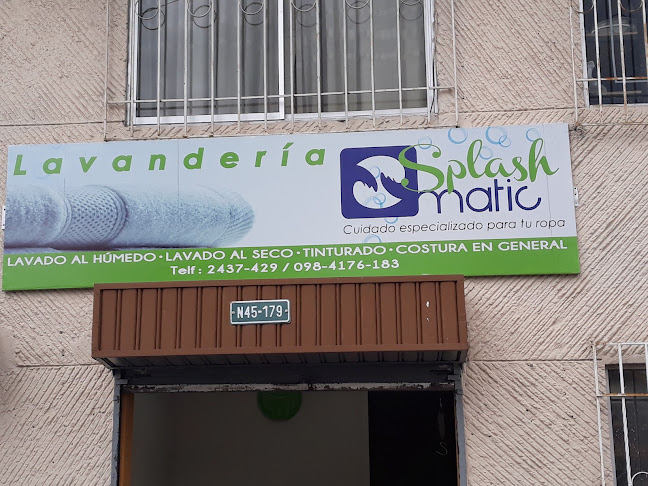 Lavandería
Splash
matic
Cuidado especializado para tu ropa
LAVADO AL HÚMEDO • LAVADO AL SECO • TINTURADO • COSTURA EN GENERAL
Telf: 2437-429 / 098-4176-183
N45-179